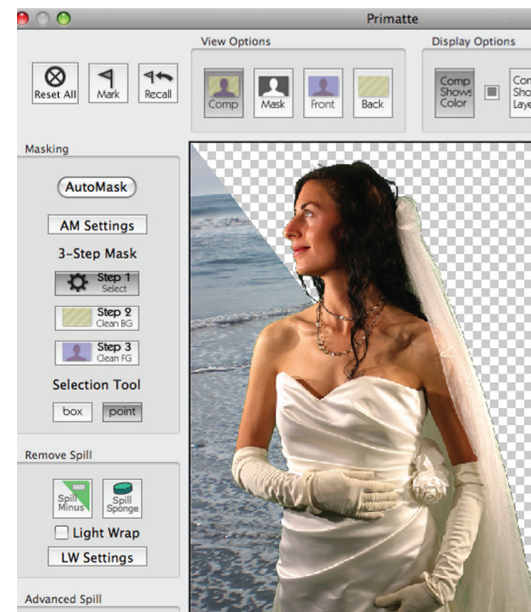 Primatte
View Options
Display Options
Reset All
Mark
Recall
Comp
Mask
Front
Back
Comp
Shows
Color
Masking
AutoMask
AM Settings
3-Step Mask
Step 1
Select
Step 2
Clean BG
Step 3
Clean FG
Selection Tool
box
point
Remove Spill
Spill
Minus
Spill
Sponge
Light Wrap
LW Settings
Advanced Spill